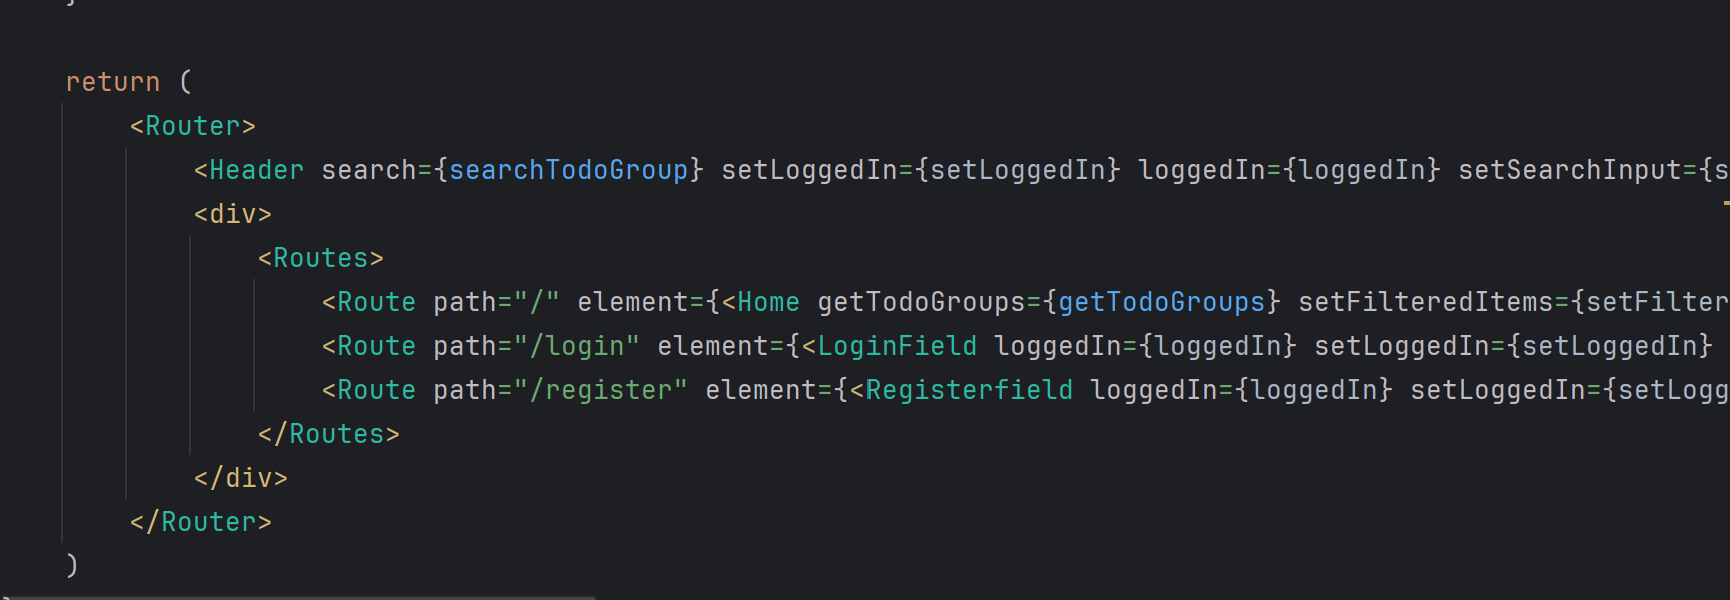 }
return (
<Router>
<Header search={searchTodoGroup} setLoggedIn={setLoggedIn} loggedIn={loggedIn} setSearchInput={s
<div>
<Routes>
<Route path="/" element={<Home getTodoGroups={getTodoGroups} setFilteredItems={setFilter
<Route path="/login" element={<LoginField loggedIn={loggedIn} setLoggedIn={setLoggedIn}
<Route path="/register" element={<Registerfield loggedIn={loggedIn} setLoggedIn={setLogg
</Routes>
</div>
</Router>
)